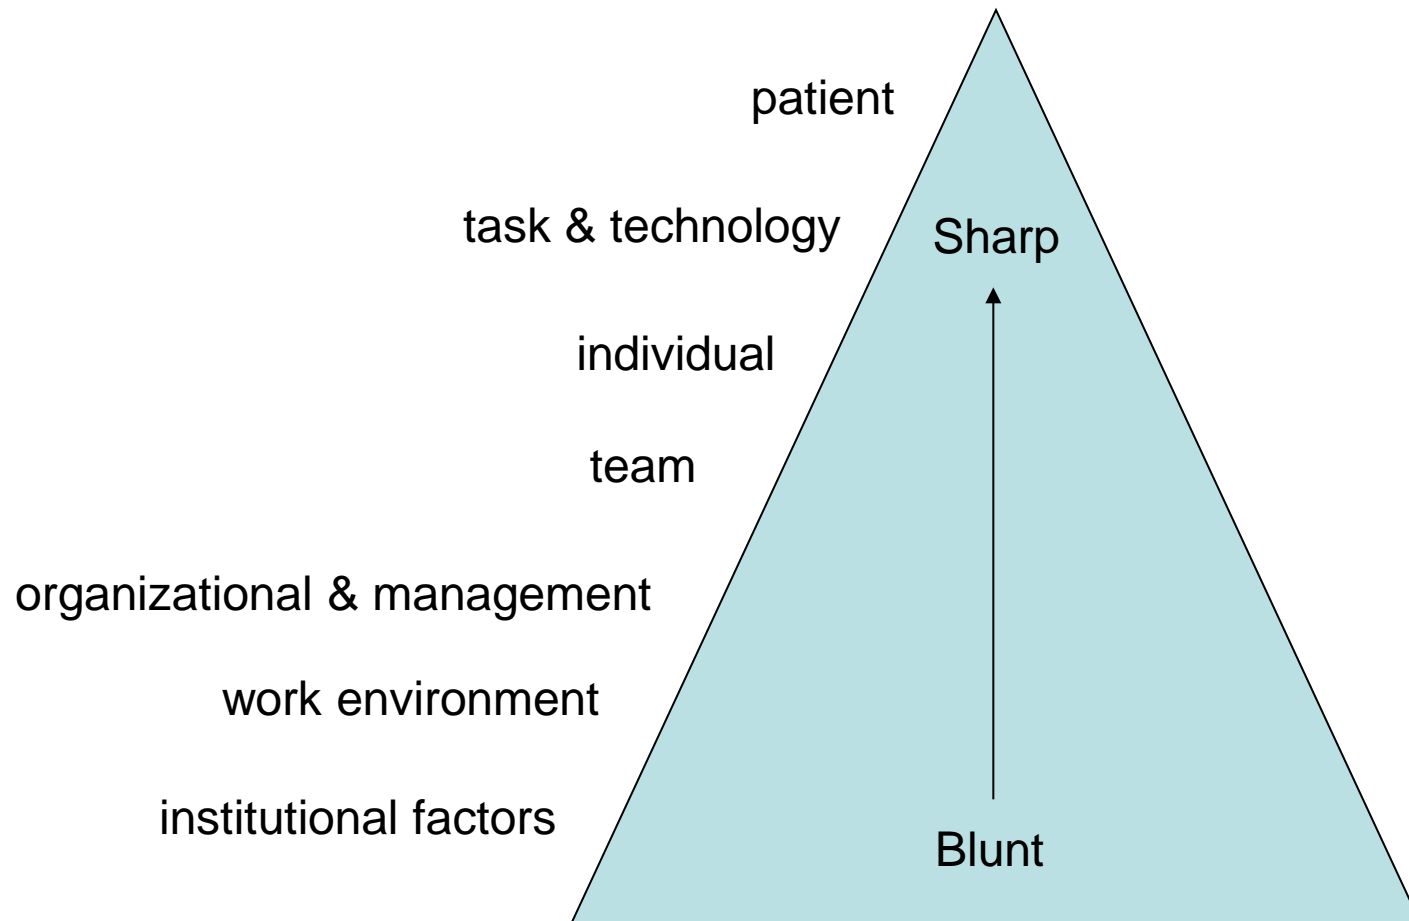 patient
task & technology
Sharp
individual
team
organizational & management
work environment
institutional factors
Blunt